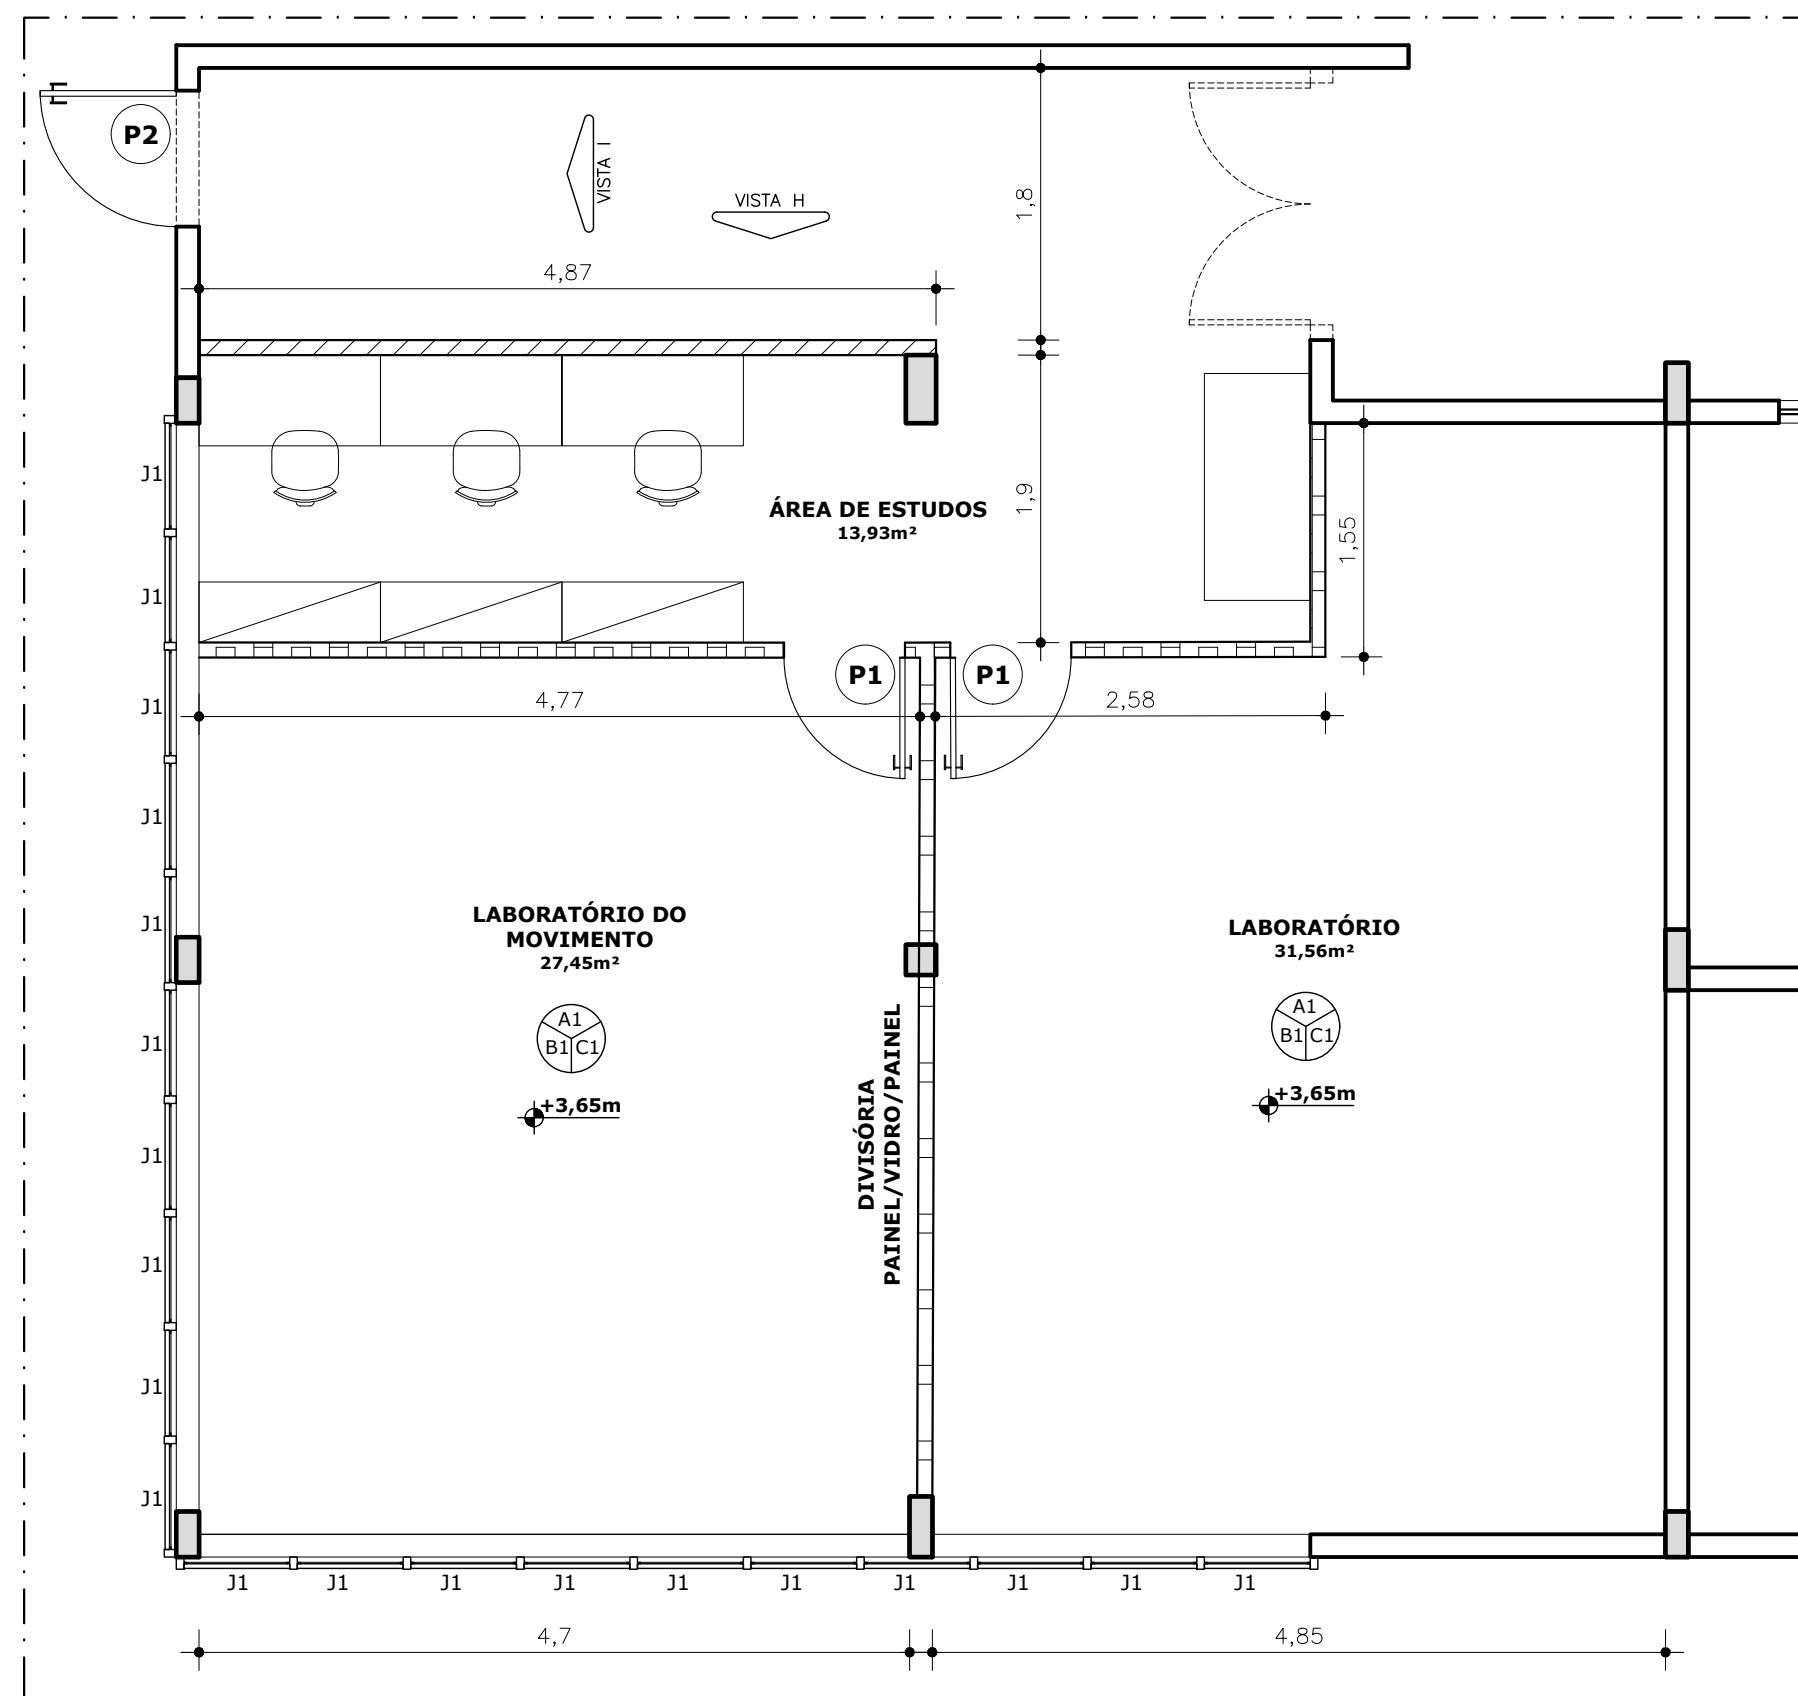 P2
VISTA I
VISTA H
1,8
4,87
J1
ÁREA DE ESTUDOS
13,93m²
1,9
1,55
J1
P1
P1
J1
4,77
2,58
J1
J1
LABORATÓRIO DO
MOVIMENTO
27,45m²
LABORATÓRIO
31,56m²
A1
B1
C1
A1
B1
C1
J1
+3,65m
+3,65m
DIVISÓRIA
PAINEL/VIDRO/PAINEL
J1
J1
J1
J1
J1
J1
J1
J1
J1
J1
J1
J1
J1
J1
4,7
4,85